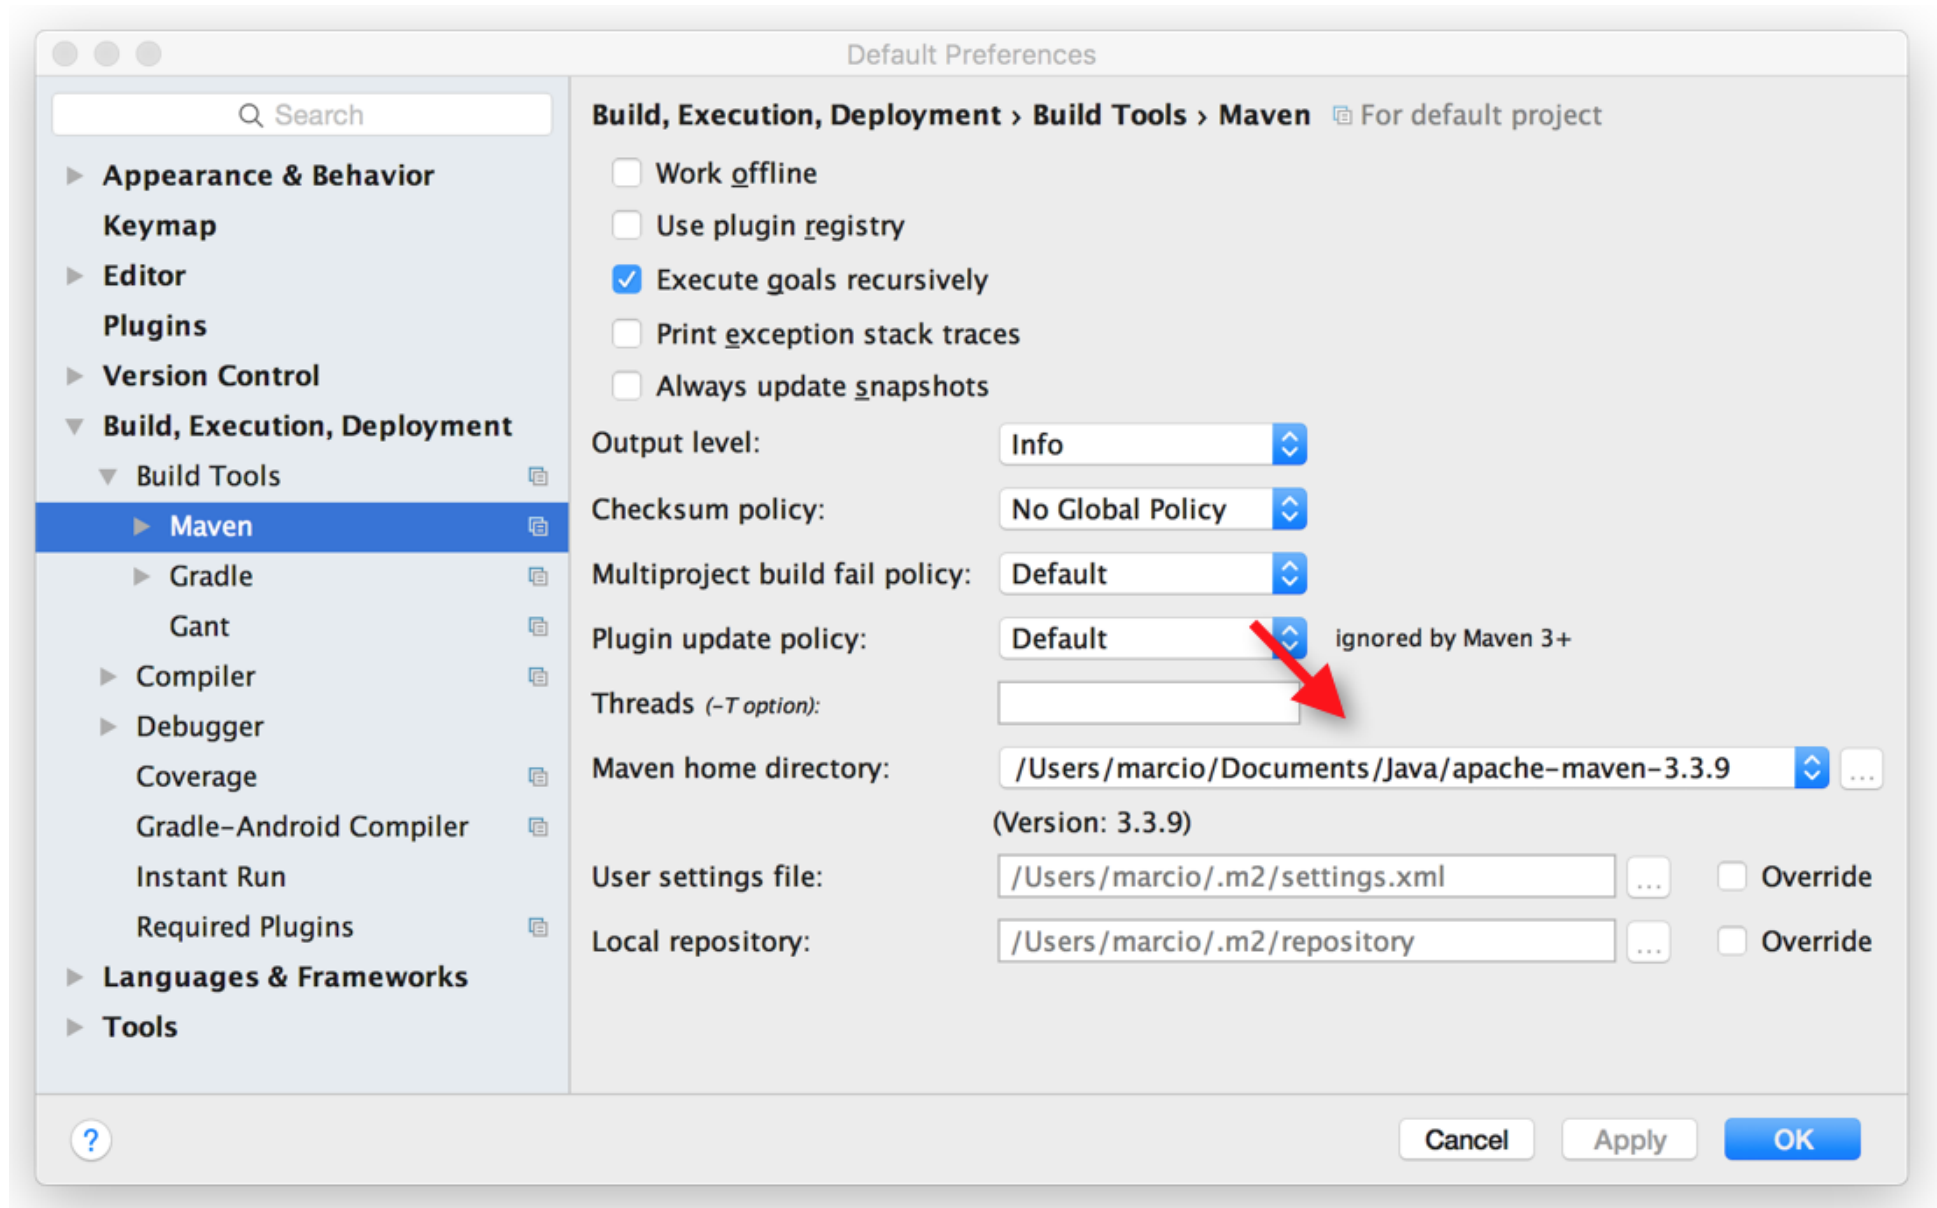 Default Preferences
Search
Appearance & Behavior
Keymap
Editor
Plugins
Version Control
Build, Execution, Deployment
Build Tools
Maven
Gradle
Gant
Compiler
Debugger
Coverage
Gradle-Android Compiler
Instant Run
Required Plugins
Languages & Frameworks
Tools
Build, Execution, Deployment › Build Tools › Maven For default project
Work offline
Use plugin registry
Execute goals recursively
Print exception stack traces
Always update snapshots
Output level: Info
Checksum policy: No Global Policy
Multiproject build fail policy: Default
Plugin update policy: Default ignored by Maven 3+
Threads (-T option):
Maven home directory: /Users/marcio/Documents/Java/apache-maven-3.3.9 ...
(Version: 3.3.9)
User settings file: /Users/marcio/.m2/settings.xml ... Override
Local repository: /Users/marcio/.m2/repository ... Override
? Cancel Apply OK